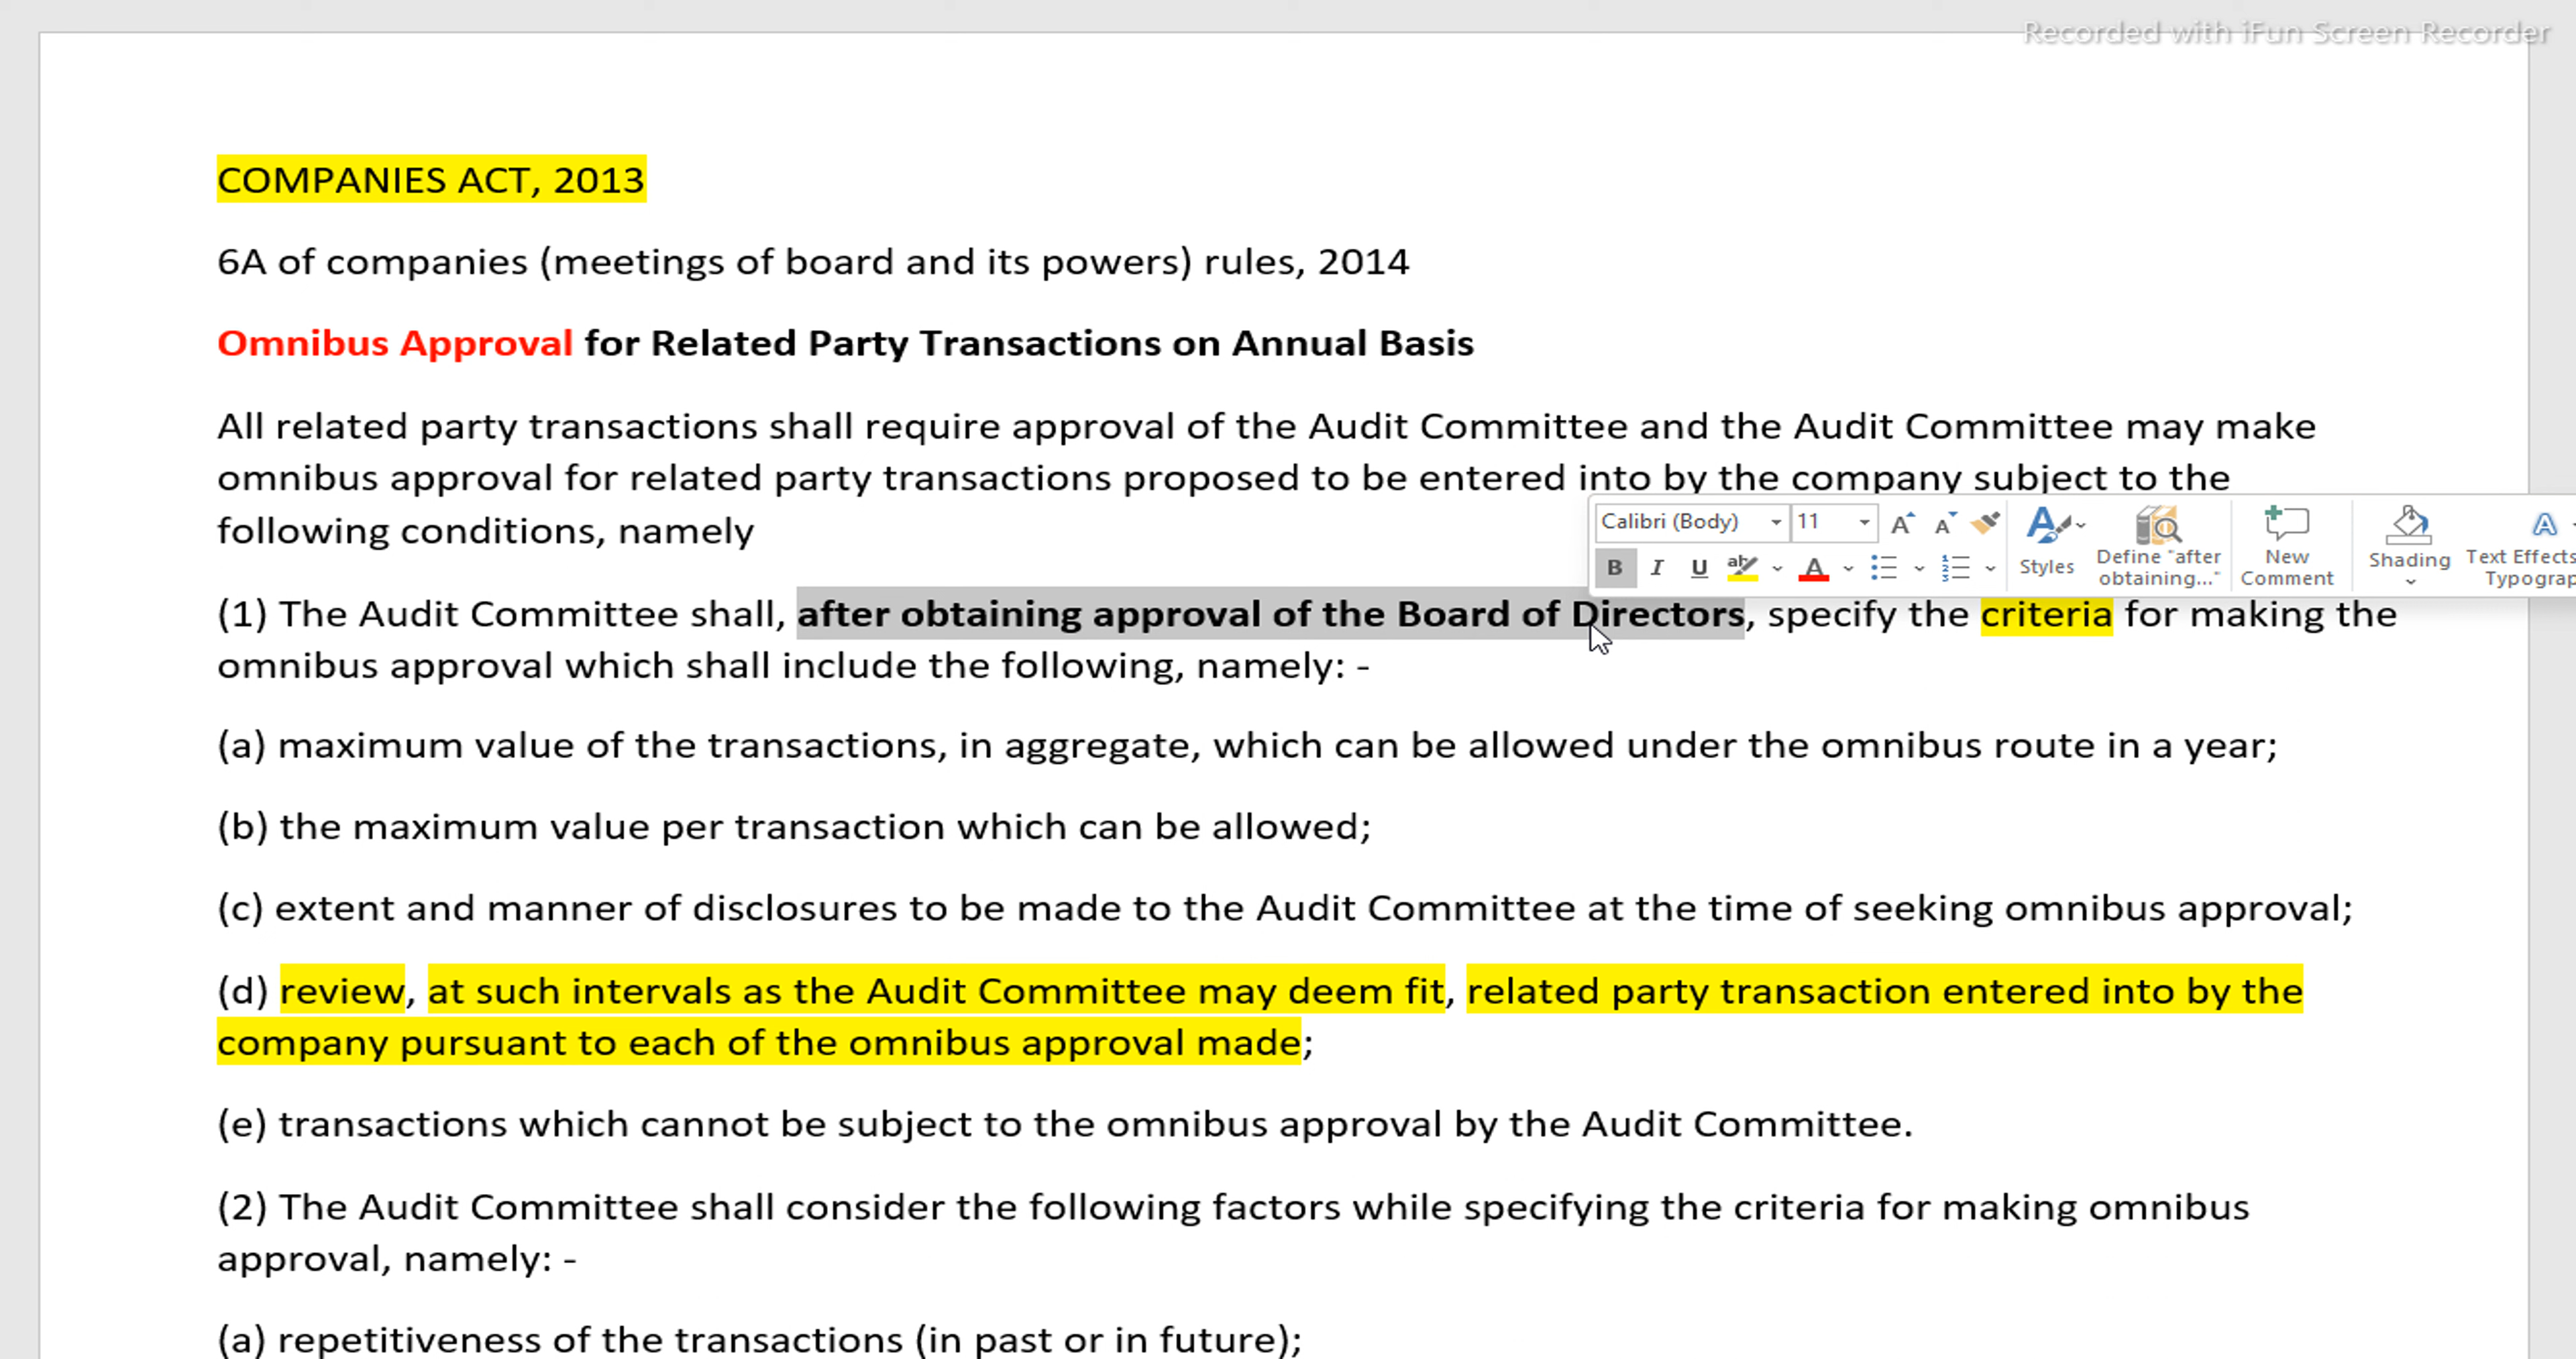 Recorded with iFun Screen Recorder
COMPANIES ACT, 2013
6A of companies (meetings of board and its powers) rules, 2014
Omnibus Approval for Related Party Transactions on Annual Basis
All related party transactions shall require approval of the Audit Committee and the Audit Committee may make
omnibus approval for related party transactions proposed to be entered into by the company subject to the
following conditions, namely
Calibri (Body) 11
B I U Styles Define "after obtaining..." New Comment Shading Text Effects
(1) The Audit Committee shall, after obtaining approval of the Board of Directors, specify the criteria for making the
omnibus approval which shall include the following, namely: -
(a) maximum value of the transactions, in aggregate, which can be allowed under the omnibus route in a year;
(b) the maximum value per transaction which can be allowed;
(c) extent and manner of disclosures to be made to the Audit Committee at the time of seeking omnibus approval;
(d) review, at such intervals as the Audit Committee may deem fit, related party transaction entered into by the
company pursuant to each of the omnibus approval made;
(e) transactions which cannot be subject to the omnibus approval by the Audit Committee.
(2) The Audit Committee shall consider the following factors while specifying the criteria for making omnibus
approval, namely: -
(a) repetitiveness of the transactions (in past or in future);